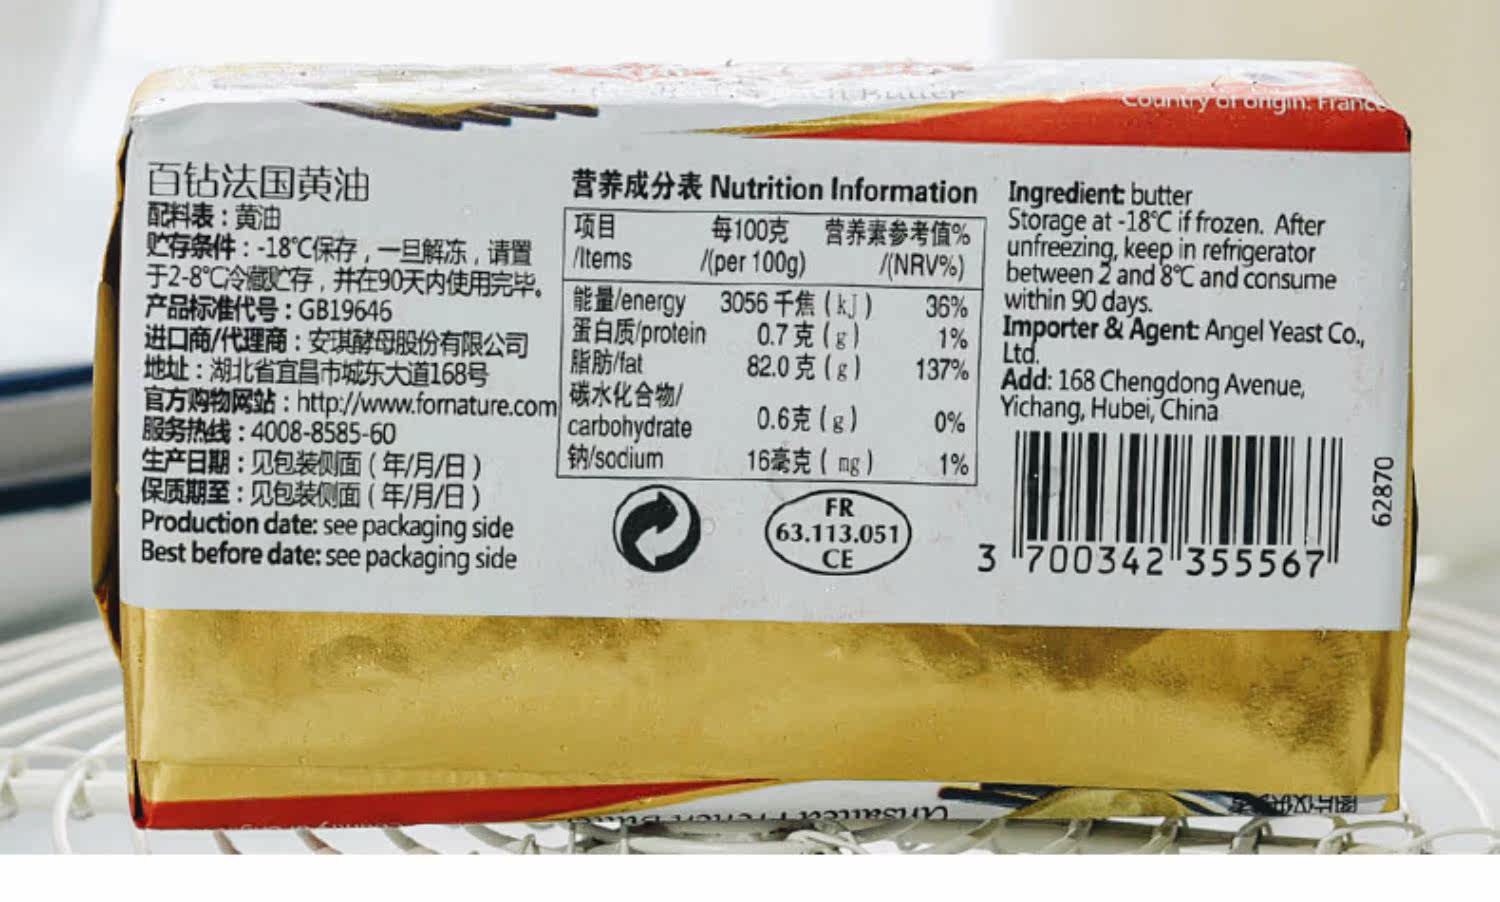 Country of origin: France
百钻法国黄油
配料表：黄油
贮存条件：-18℃保存，一旦解冻，请置
于2-8℃冷藏贮存，并在90天内使用完毕。
产品标准代号：GB19646
进口商/代理商：安琪酵母股份有限公司
地址：湖北省宜昌市城东大道168号
官方购物网站：http://www.fornature.com
服务热线：4008-8585-60
生产日期：见包装侧面（年/月/日）
保质期至：见包装侧面（年/月/日）
Production date: see packaging side
Best before date: see packaging side
营养成分表 Nutrition Information
项目 每100克 营养素参考值%
/Items /(per 100g) /(NRV%)
能量/energy 3056 千焦（kJ） 36%
蛋白质/protein 0.7 克（g） 1%
脂肪/fat 82.0 克（g） 137%
碳水化合物/
carbohydrate 0.6克（g） 0%
钠/sodium 16毫克（mg） 1%
FR
63.113.051
CE
Ingredient: butter
Storage at -18℃ if frozen. After
unfreezing, keep in refrigerator
between 2 and 8℃ and consume
within 90 days.
Importer & Agent: Angel Yeast Co.,
Ltd.
Add: 168 Chengdong Avenue,
Yichang, Hubei, China
3 700342 355567
62870
Unsalted French Butter